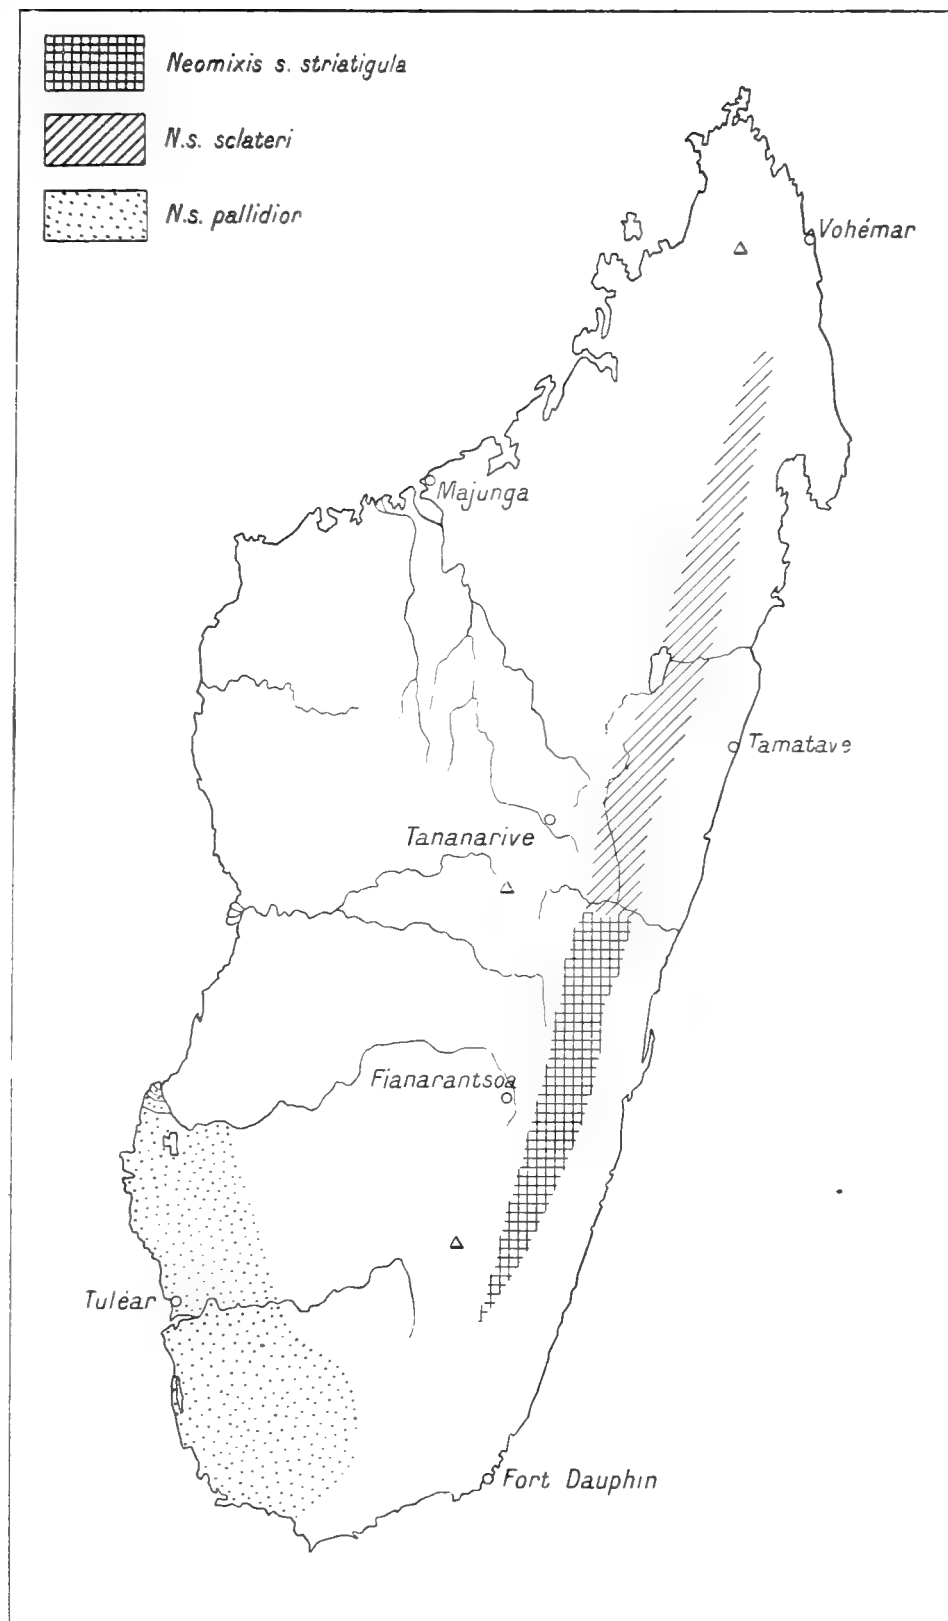 Neomixis s. striatigula
N.s. sclateri
N.s. pallidior
Vohémar
Majunga
Tamatave
Tananarive
Fianarantsoa
Tuléar
Fort Dauphin